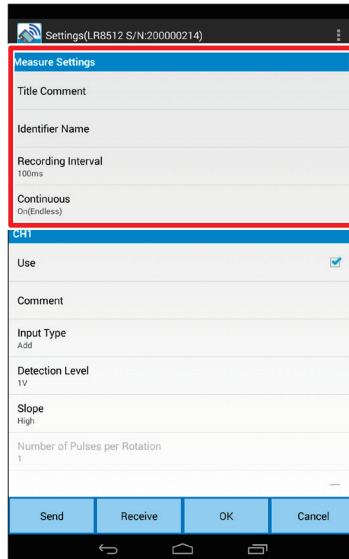 Settings(LR8512 S/N:200000214)
Measure Settings
Title Comment
Identifier Name
Recording Interval
100ms
Continuous
On(Endless)
CH1
Use
Comment
Input Type
Add
Detection Level
1V
Slope
High
Number of Pulses per Rotation
1
Send Receive OK Cancel